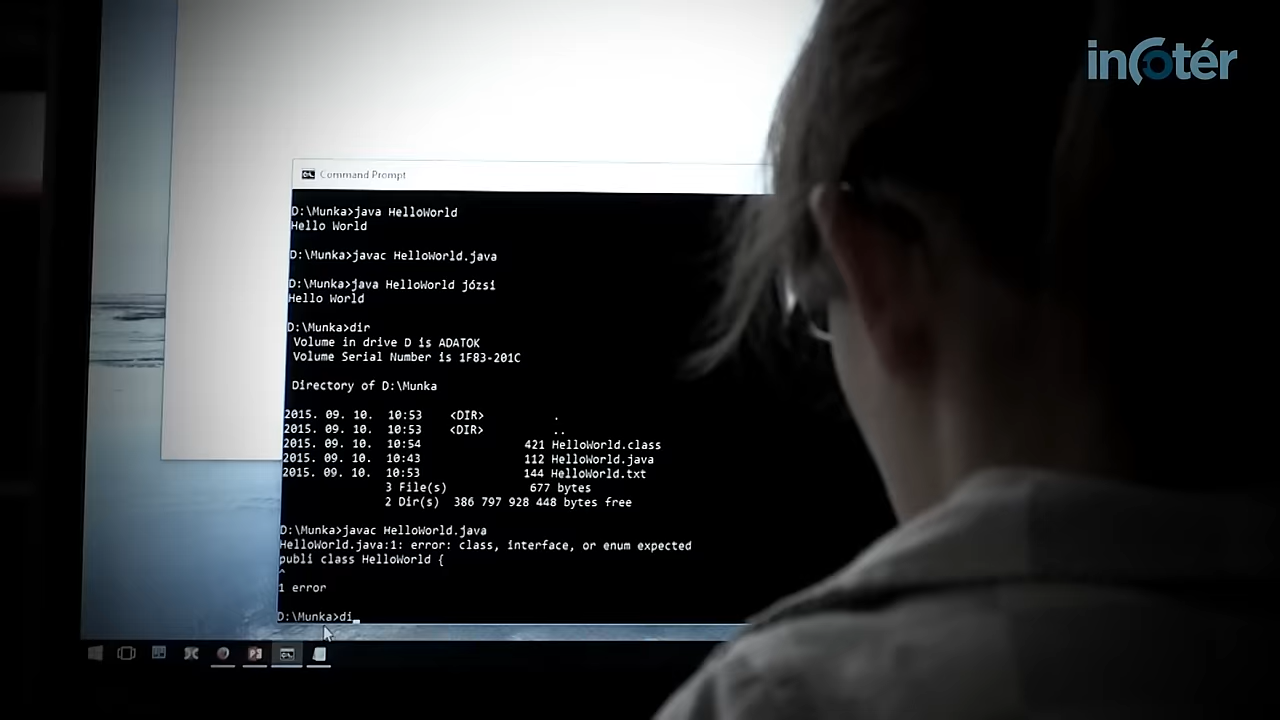 infotér
Command Prompt
D:\Munka>java HelloWorld
Hello World
D:\Munka>javac HelloWorld.java
D:\Munka>java HelloWorld józsi
Hello World
D:\Munka>dir
Volume in drive D is ADATOK
Volume Serial Number is 1F83-201C
Directory of D:\Munka
2015. 09. 10. 10:53 <DIR> .
2015. 09. 10. 10:53 <DIR> ..
2015. 09. 10. 10:54 421 HelloWorld.class
2015. 09. 10. 10:43 112 HelloWorld.java
2015. 09. 10. 10:53 144 HelloWorld.txt
3 File(s) 677 bytes
2 Dir(s) 386 797 928 448 bytes free
D:\Munka>javac HelloWorld.java
HelloWorld.java:1: error: class, interface, or enum expected
publi class HelloWorld {
^
1 error
D:\Munka>di_